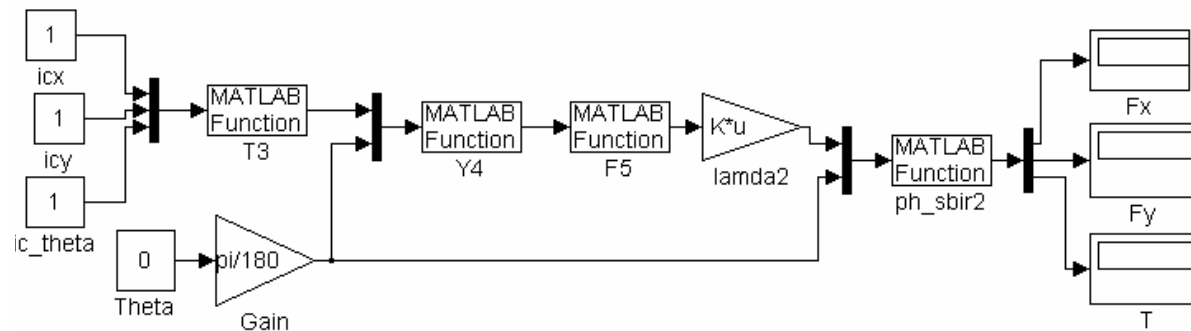 1
icx
1
icy
1
ic_theta
0
Theta
pi/180
Gain
MATLAB
Function
T3
MATLAB
Function
Y4
MATLAB
Function
F5
K*u
lamda2
MATLAB
Function
ph_sbir2
Fx
Fy
T